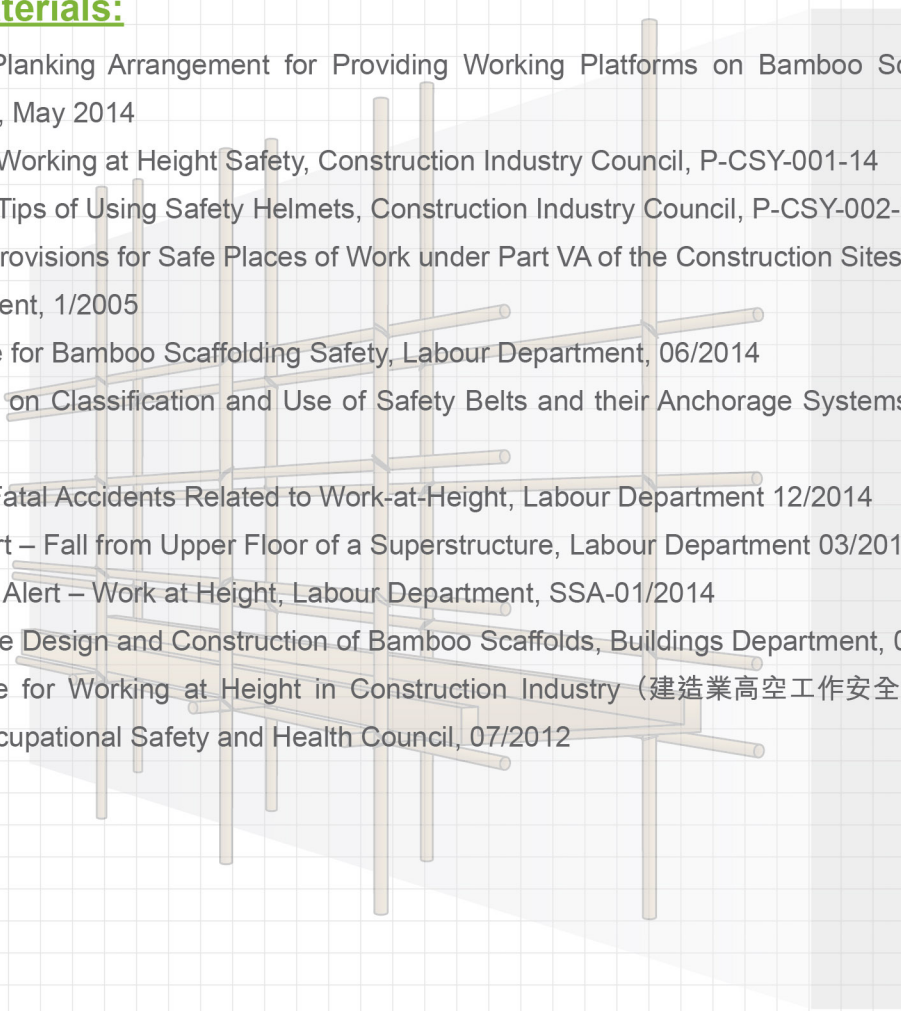 terials:
Planking Arrangement for Providing Working Platforms on Bamboo Sc
, May 2014
Working at Height Safety, Construction Industry Council, P-CSY-001-14
Tips of Using Safety Helmets, Construction Industry Council, P-CSY-002-
rovisions for Safe Places of Work under Part VA of the Construction Sites
ent, 1/2005
e for Bamboo Scaffolding Safety, Labour Department, 06/2014
on Classification and Use of Safety Belts and their Anchorage Systems
Fatal Accidents Related to Work-at-Height, Labour Department 12/2014
rt – Fall from Upper Floor of a Superstructure, Labour Department 03/201
Alert – Work at Height, Labour Department, SSA-01/2014
e Design and Construction of Bamboo Scaffolds, Buildings Department, 0
e for Working at Height in Construction Industry（建造業高空工作安全
ccupational Safety and Health Council, 07/2012